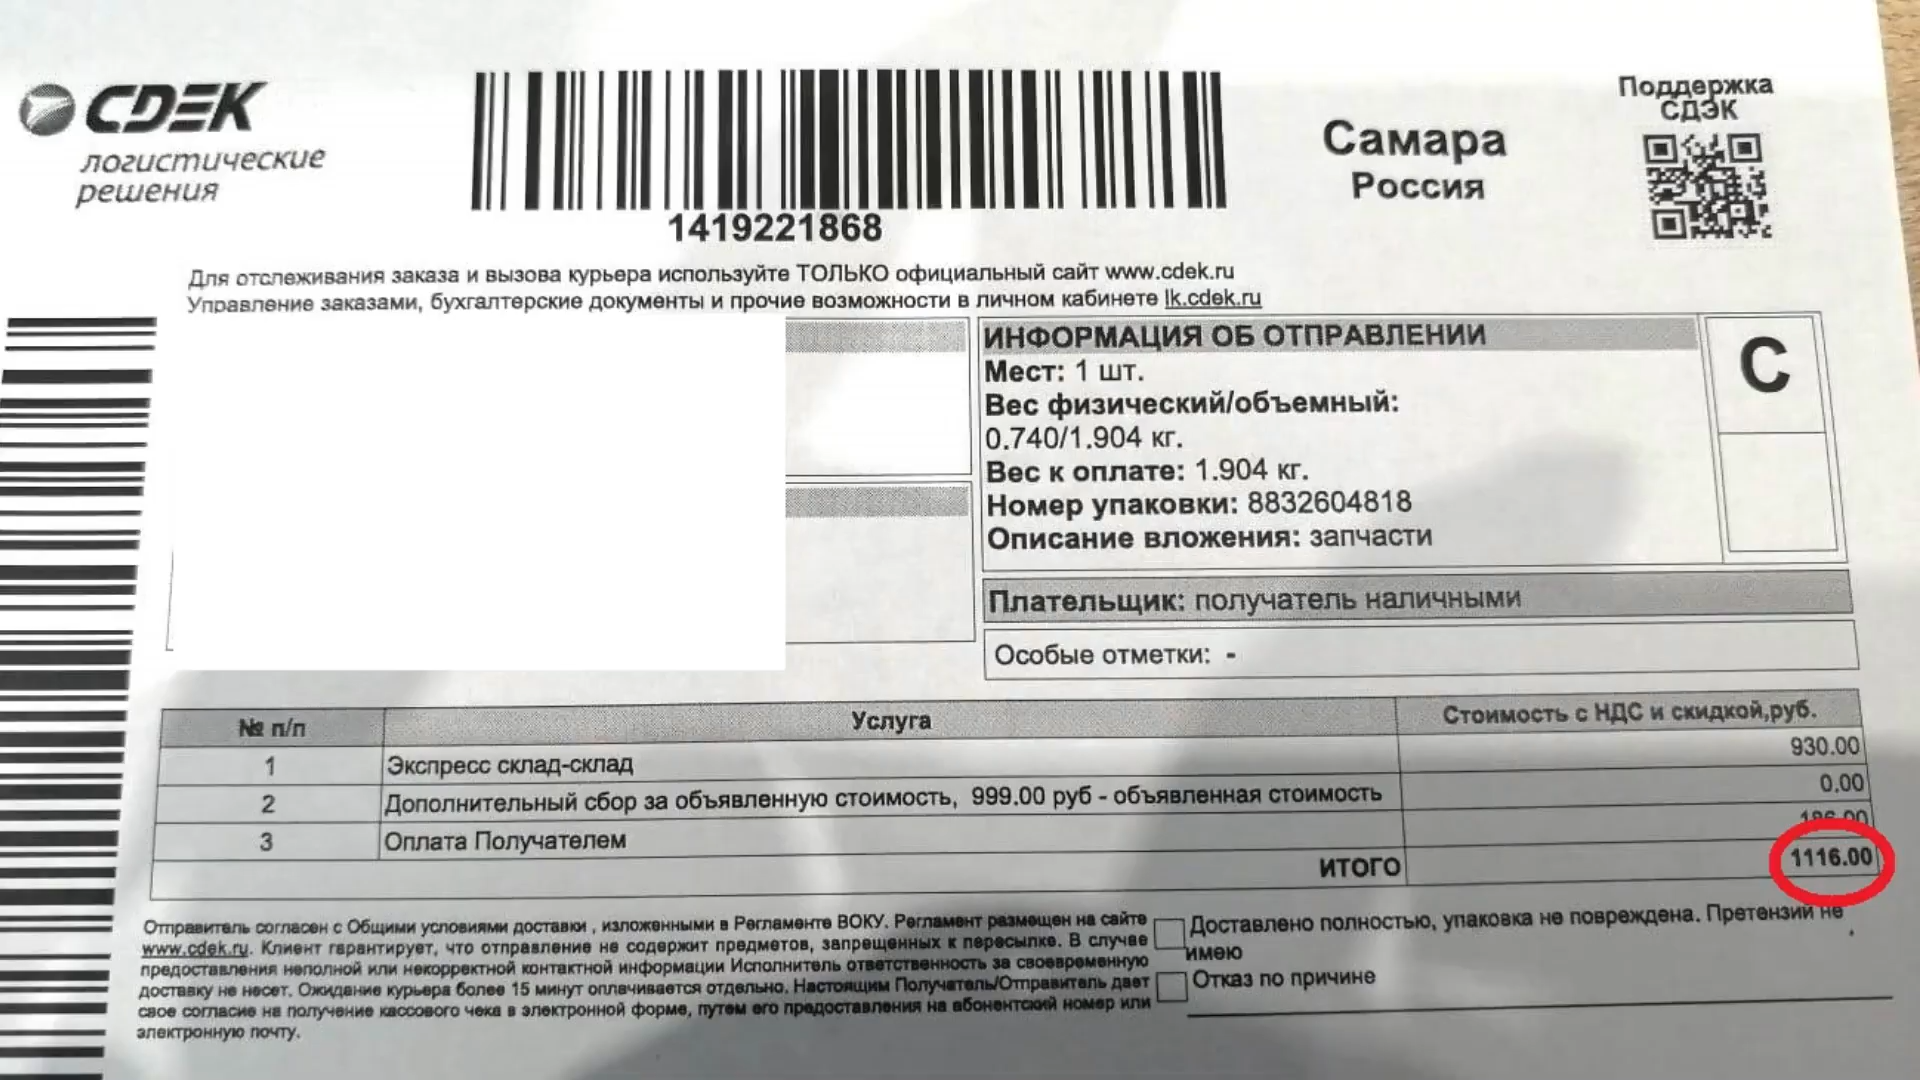 CDEK
логистические
решения
1419221868
Самара
Россия
Поддержка
СДЭК
Для отслеживания заказа и вызова курьера используйте ТОЛЬКО официальный сайт www.cdek.ru
Управление заказами, бухгалтерские документы и прочие возможности в личном кабинете lk.cdek.ru
ИНФОРМАЦИЯ ОБ ОТПРАВЛЕНИИ
Мест: 1 шт.
Вес физический/объемный:
0.740/1.904 кг.
Вес к оплате: 1.904 кг.
Номер упаковки: 8832604818
Описание вложения: запчасти
C
Плательщик: получатель наличными
Особые отметки: -
№ п/п Услуга Стоимость с НДС и скидкой,руб.
1 Экспресс склад-склад 930.00
2 Дополнительный сбор за объявленную стоимость, 999.00 руб - объявленная стоимость 0,00
3 Оплата Получателем 186.00
ИТОГО 1116.00
Отправитель согласен с Общими условиями доставки , изложенными в Регламенте ВОКУ. Регламент размещен на сайте
www.cdek.ru. Клиент гарантирует, что отправление не содержит предметов, запрещенных к пересылке. В случае
предоставления неполной или некорректной контактной информации Исполнитель ответственность за своевременную
доставку не несет. Ожидание курьера более 15 минут оплачивается отдельно. Настоящим Получатель/Отправитель дает
свое согласие на получение кассового чека в электронной форме, путем его предоставления на абонентский номер или
электронную почту.
Доставлено полностью, упаковка не повреждена. Претензий не
имею
Отказ по причине